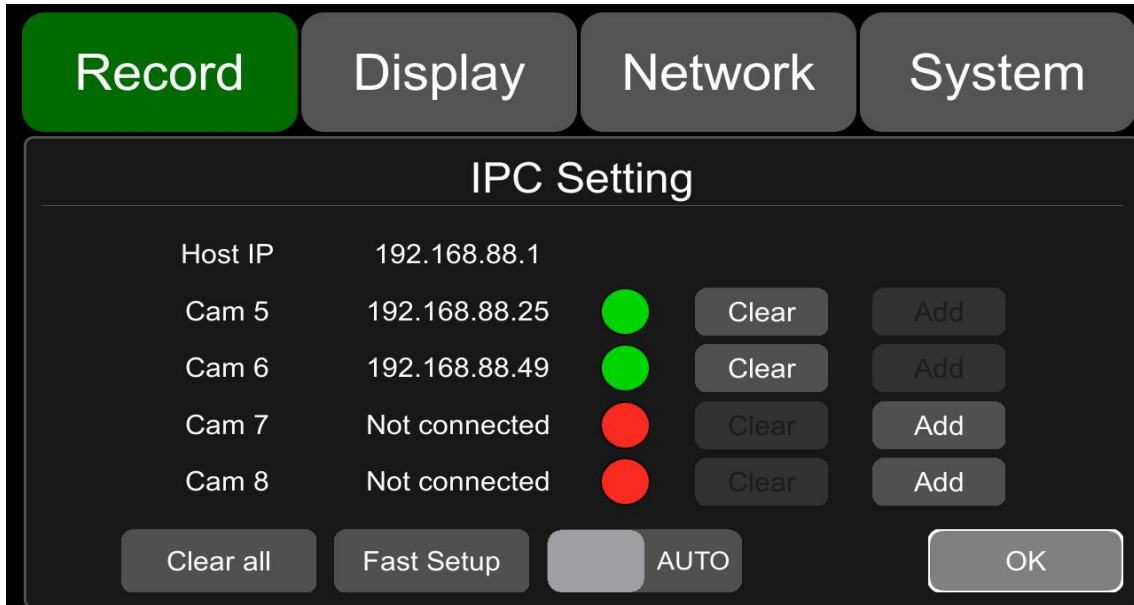 Record Display Network System
IPC Setting
Host IP 192.168.88.1
Cam 5 192.168.88.25 Clear Add
Cam 6 192.168.88.49 Clear Add
Cam 7 Not connected Clear Add
Cam 8 Not connected Clear Add
Clear all Fast Setup AUTO OK